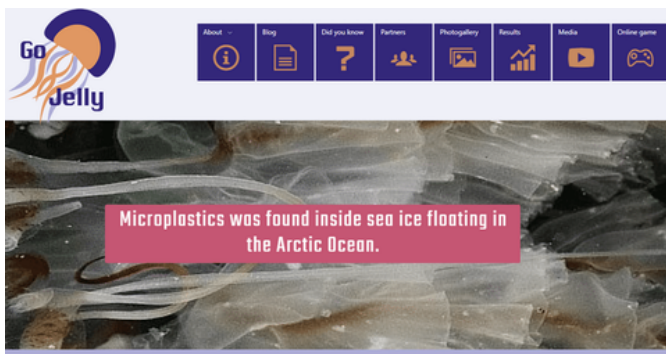 Go
Jelly
About
Blog
Did you know
Partners
Photogallery
Results
Media
Online game
Microplastics was found inside sea ice floating in
the Arctic Ocean.